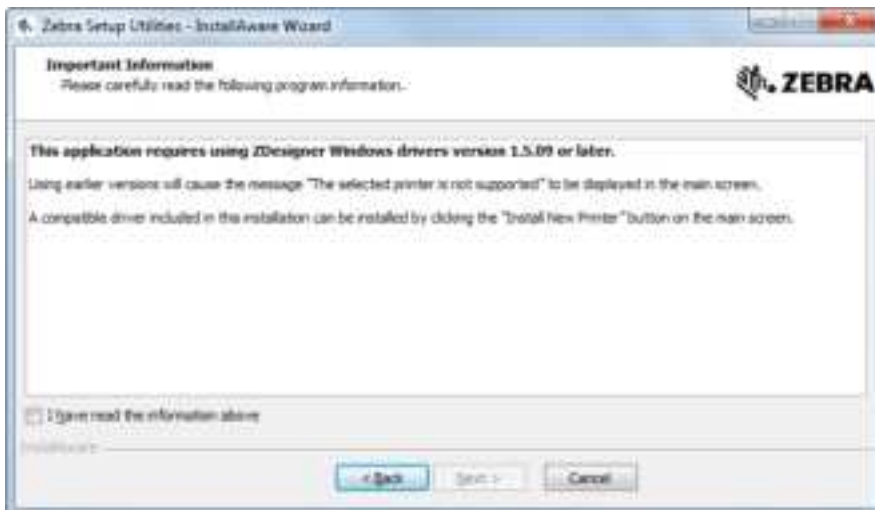 Zebra Setup Utilities - InstallAware Wizard
Important Information
Please carefully read the following program information.
ZEBRA
This application requires using ZDesigner Windows drivers version 1.5.09 or later.
Using earlier versions will cause the message "The selected printer is not supported" to be displayed in the main screen.
A compatible driver included in this installation can be installed by clicking the "Install New Printer" button on the main screen.
I have read the information above
InstallAware
< Back Next > Cancel